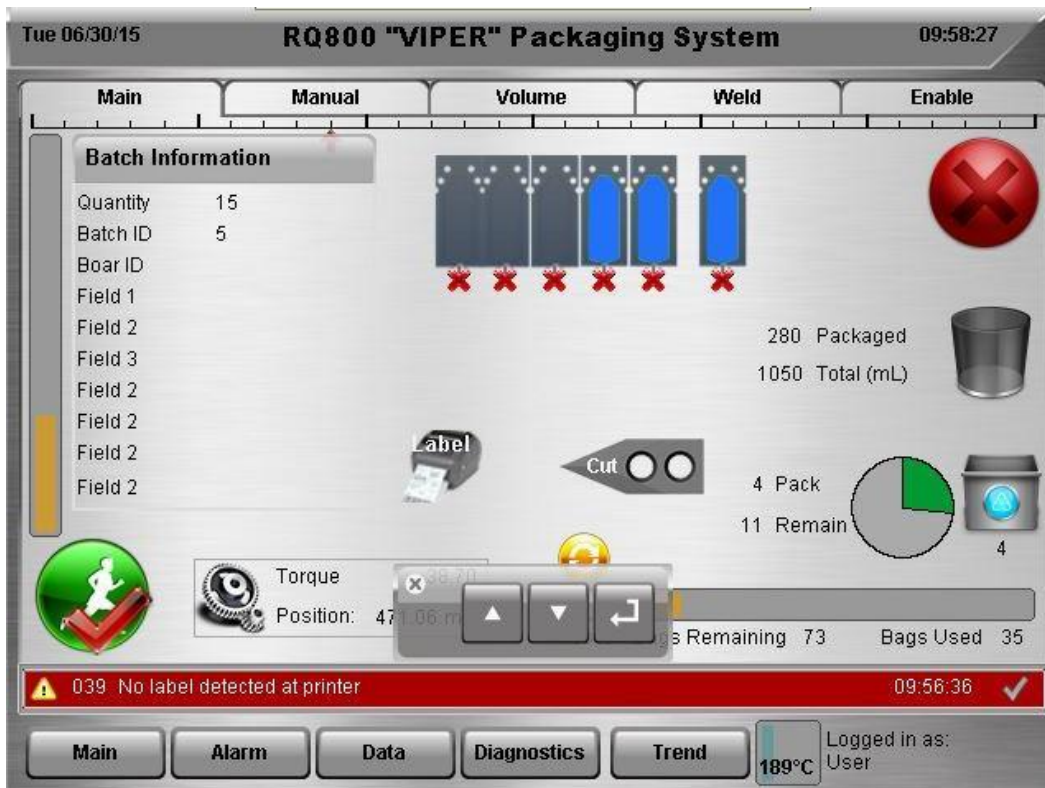 Tue 06/30/15 RQ800 "VIPER" Packaging System 09:58:27
Main Manual Volume Weld Enable
Batch Information
Quantity 15
Batch ID 5
Boar ID
Field 1
Field 2
Field 3
Field 2
Field 2
Field 2
Field 2
280 Packaged
1050 Total (mL)
Label
Cut
4 Pack
11 Remain
4
Torque 38.70
Position: 471.06 m
Remaining 73 Bags Used 35
039 No label detected at printer 09:56:36
Main Alarm Data Diagnostics Trend 189°C Logged in as:
User